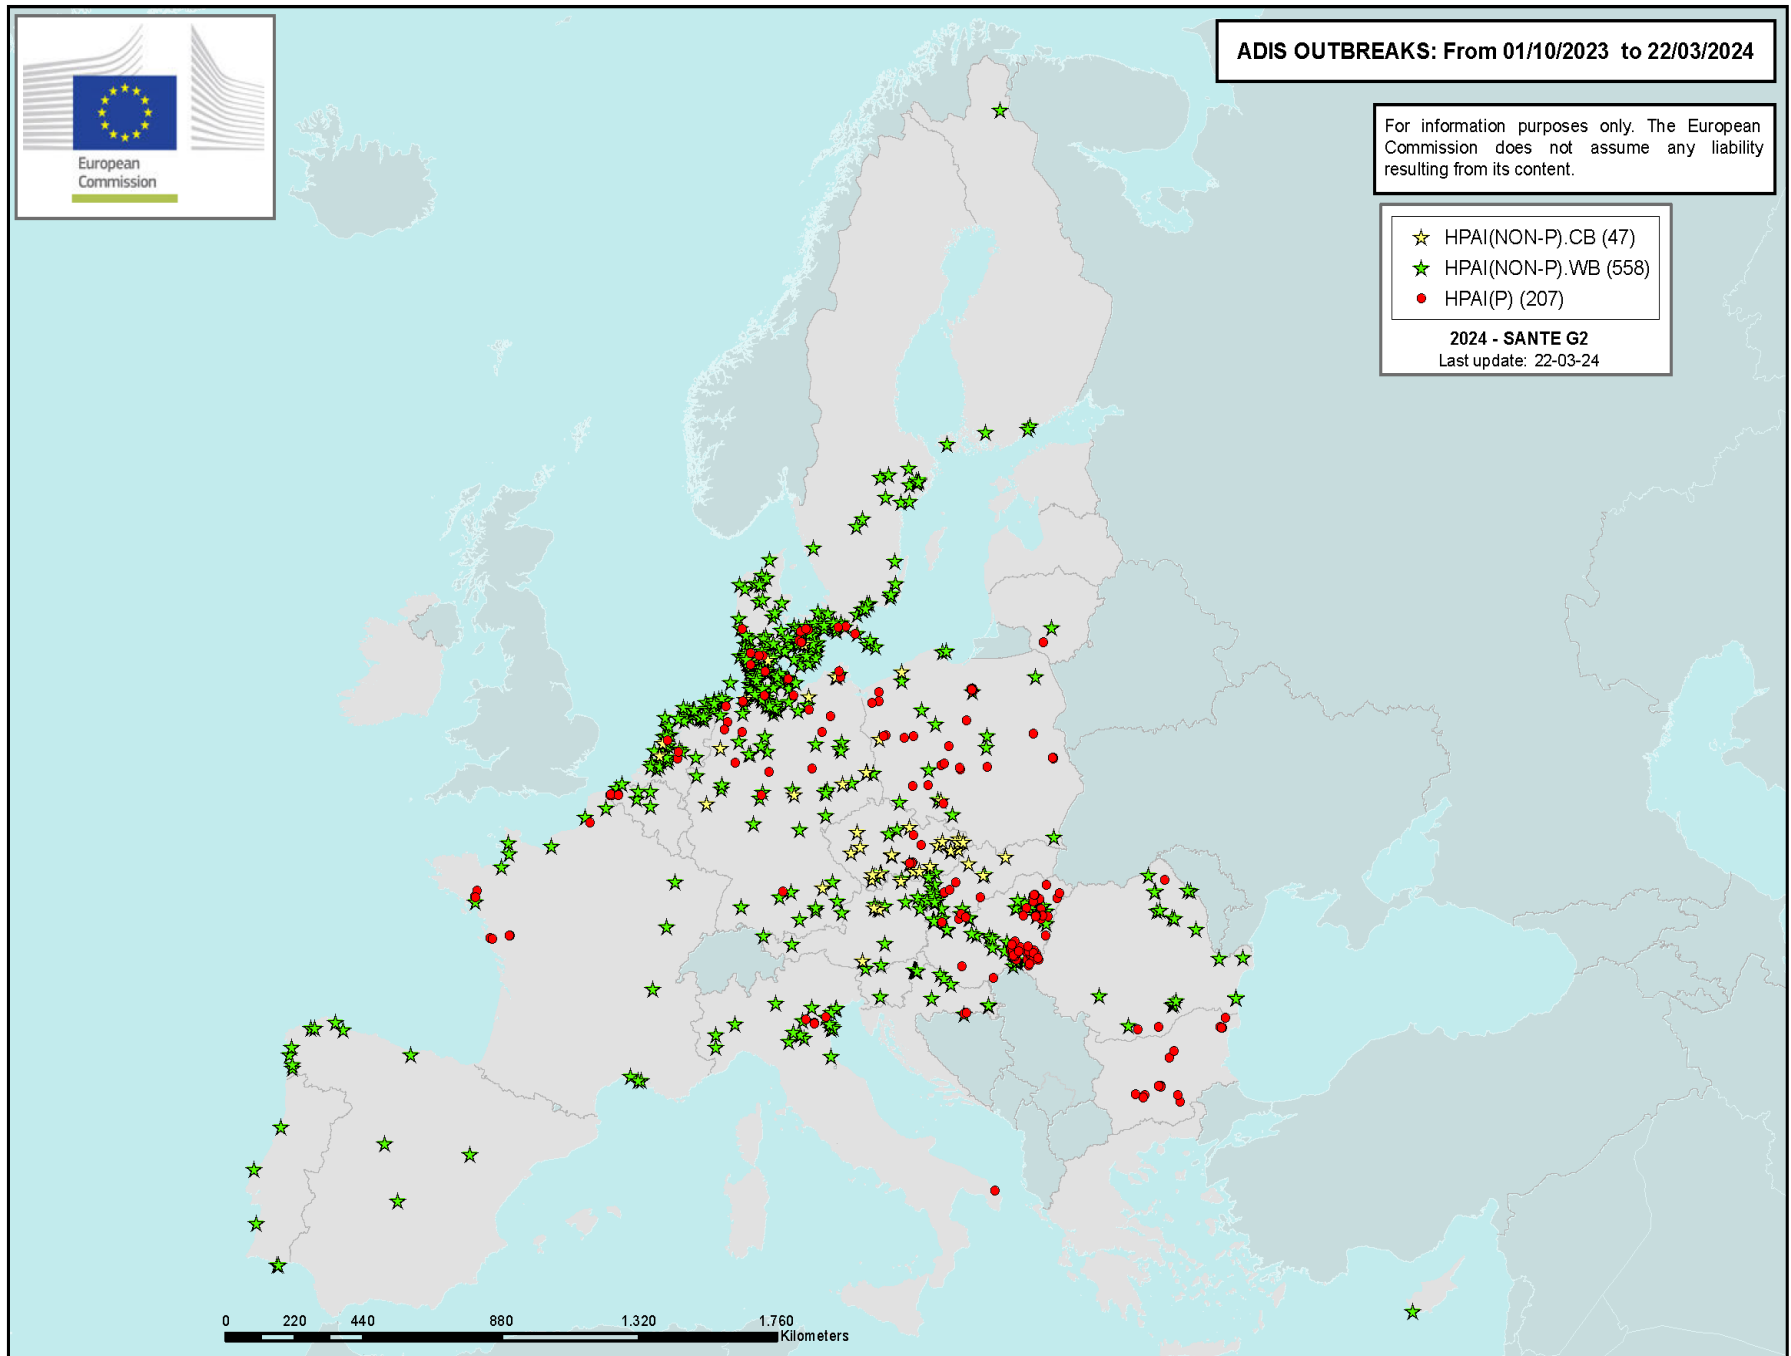 European
Commission
ADIS OUTBREAKS: From 01/10/2023 to 22/03/2024
For information purposes only. The European
Commission does not assume any liability
resulting from its content.
HPAI(NON-P).CB (47)
HPAI(NON-P).WB (558)
HPAI(P) (207)
2024 - SANTE G2
Last update: 22-03-24
0 220 440 880 1.320 1.760
Kilometers